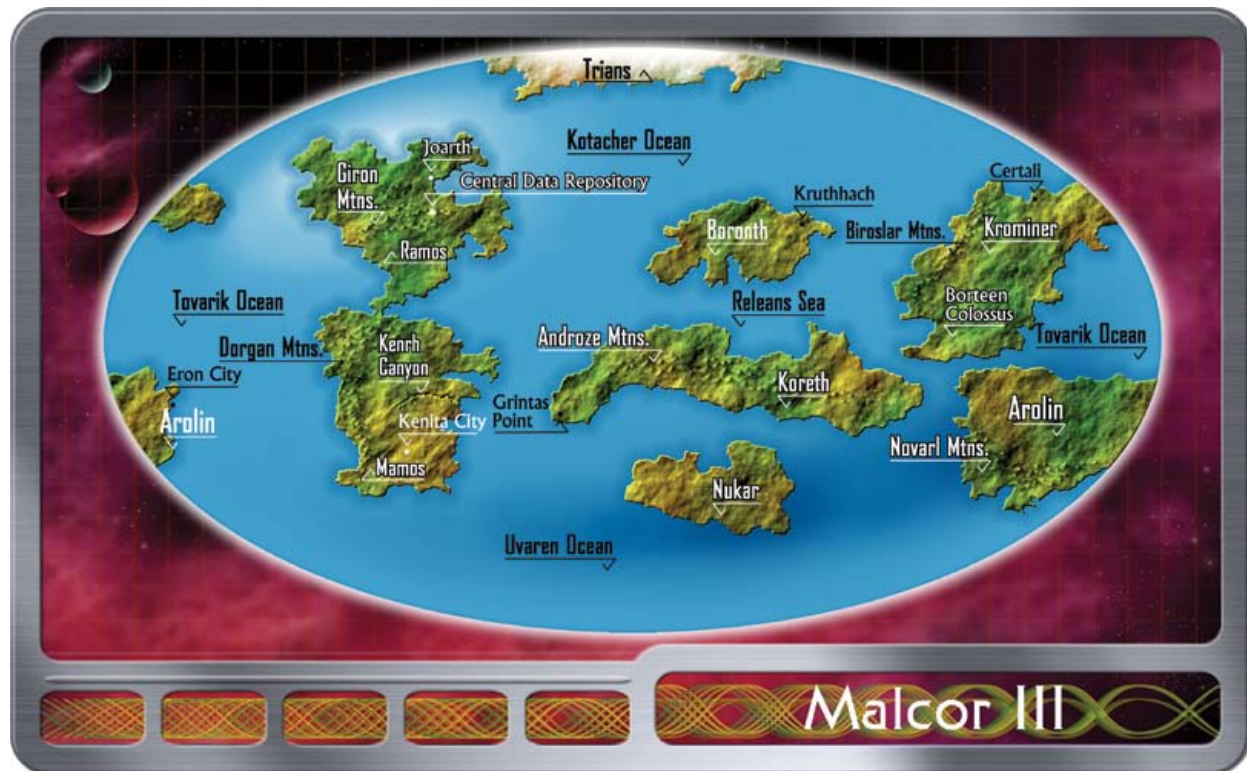 Trians
Kotacher Ocean
Joarth
Giron
Mtns.
Central Data Repository
Certali
Kruthhach
Boronth
Biroslar Mtns.
Krominer
Ramos
Tovarik Ocean
Releans Sea
Borteen
Colossus
Tovarik Ocean
Dorgan Mtns.
Kenrh
Canyon
Androze Mtns.
Eron City
Koreth
Arolin
Grintas
Point
Arolin
Kenita City
Novarl Mtns.
Mamos
Nukar
Uvaren Ocean
Malcor III